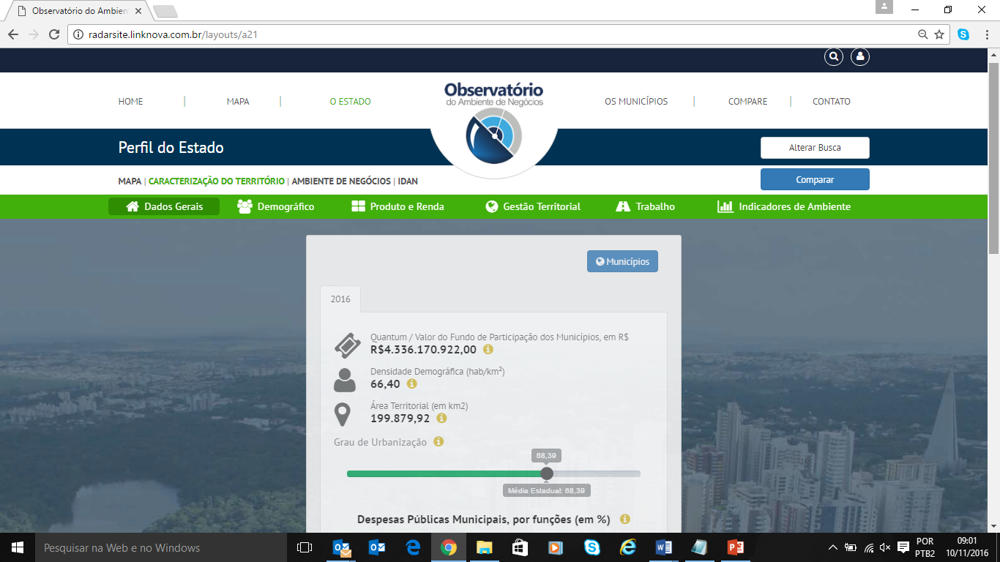 Observatório do Ambien
radarsite.linknova.com.br/layouts/a21
HOME | MAPA | O ESTADO
Observatório
do Ambiente de Negócios
OS MUNICÍPIOS | COMPARE | CONTATO
Perfil do Estado
Alterar Busca
MAPA | CARACTERIZAÇÃO DO TERRITÓRIO | AMBIENTE DE NEGÓCIOS | IDAN
Comparar
Dados Gerais Demográfico Produto e Renda Gestão Territorial Trabalho Indicadores de Ambiente
Municípios
2016
Quantum / Valor do Fundo de Participação dos Municípios, em R$
R$4.336.170.922,00
Densidade Demográfica (hab/km²)
66,40
Área Territorial (em km2)
199.879,92
Grau de Urbanização
68,39
Média Estadual: 68,39
Despesas Públicas Municipais, por funções (em %)
Pesquisar na Web e no Windows
POR
PTB2
09:01
10/11/2016